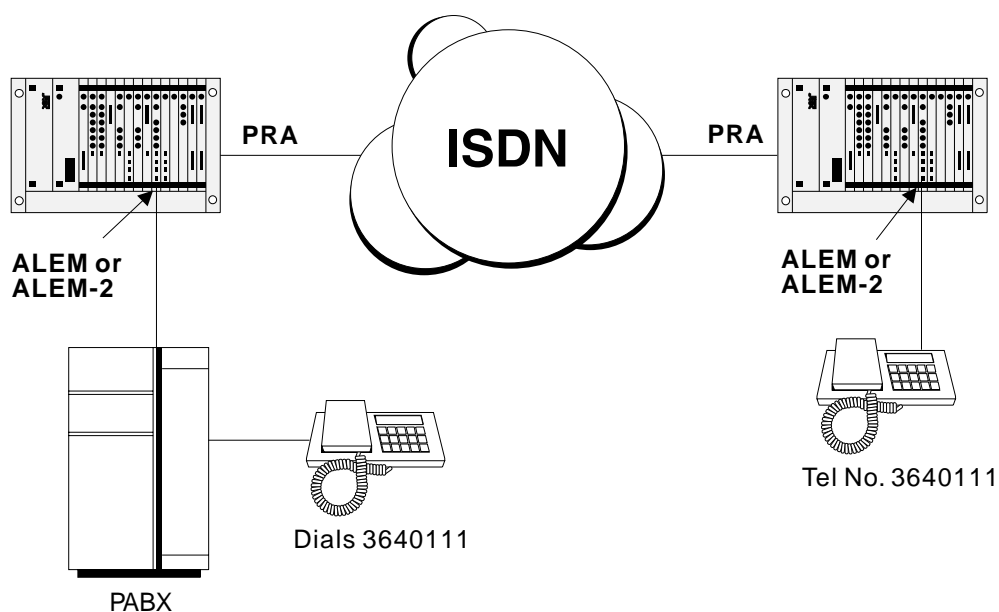 ISDN
PRA
PRA
ALEM or
ALEM-2
ALEM or
ALEM-2
Tel No. 3640111
Dials 3640111
PABX